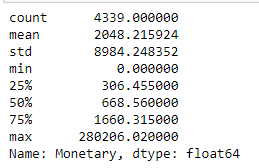 count 4339.000000
mean 2048.215924
std 8984.248352
min 0.000000
25% 306.455000
50% 668.560000
75% 1660.315000
max 280206.020000
Name: Monetary, dtype: float64